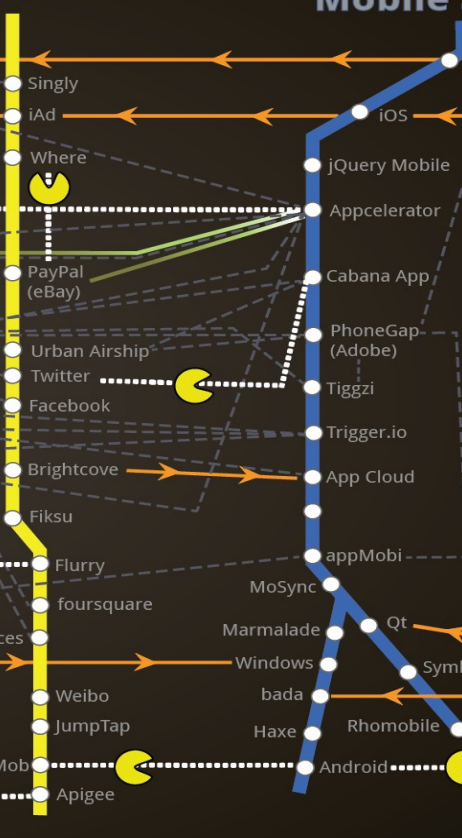 Mobile
Singly
iAd
iOS
Where
jQuery Mobile
Appcelerator
PayPal
(eBay)
Cabana App
PhoneGap
(Adobe)
Urban Airship
Twitter
Tiggzi
Facebook
Trigger.io
Brightcove
App Cloud
Fiksu
appMobi
Flurry
MoSync
foursquare
Marmalade
Qt
ces
Windows
Symb
Weibo
bada
JumpTap
Haxe
Rhomobile
Mob
Android
Apigee